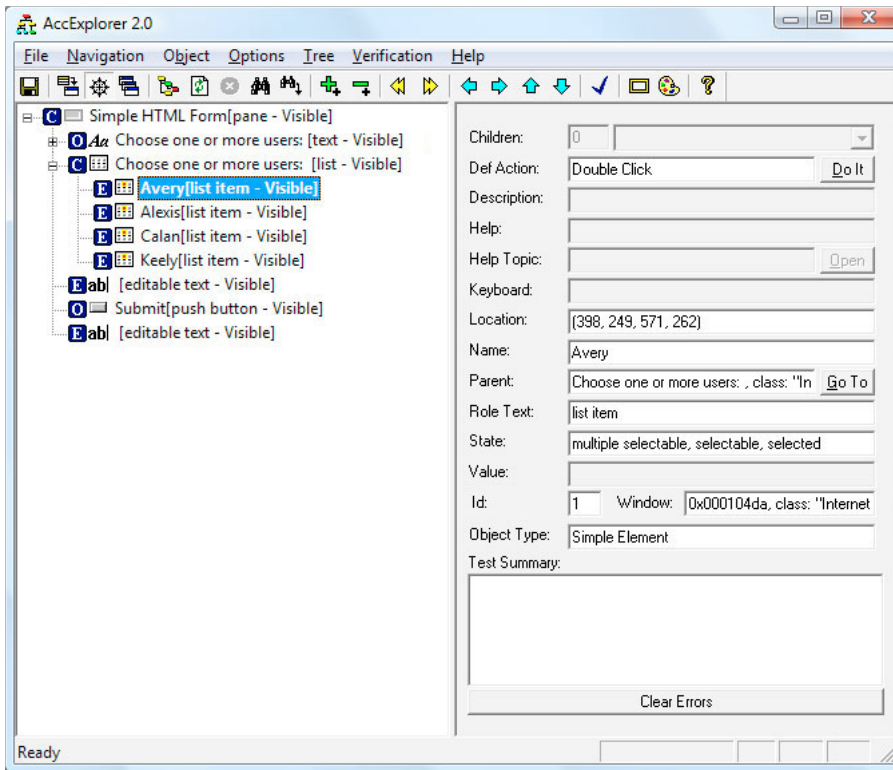 AccExplorer 2.0
File Navigation Object Options Tree Verification Help
C Simple HTML Form[pane - Visible]
O Aa Choose one or more users: [text - Visible]
C Choose one or more users: [list - Visible]
E Avery[list item - Visible]
E Alexis[list item - Visible]
E Calan[list item - Visible]
E Keely[list item - Visible]
E ab [editable text - Visible]
O Submit[push button - Visible]
E ab [editable text - Visible]
Children: 0
Def Action: Double Click Do It
Description:
Help:
Help Topic: Open
Keyboard:
Location: (398, 249, 571, 262)
Name: Avery
Parent: Choose one or more users: , class: "In Go To
Role Text: list item
State: multiple selectable, selectable, selected
Value:
Id: 1 Window: 0x000104da, class: "Internet
Object Type: Simple Element
Test Summary:
Clear Errors
Ready